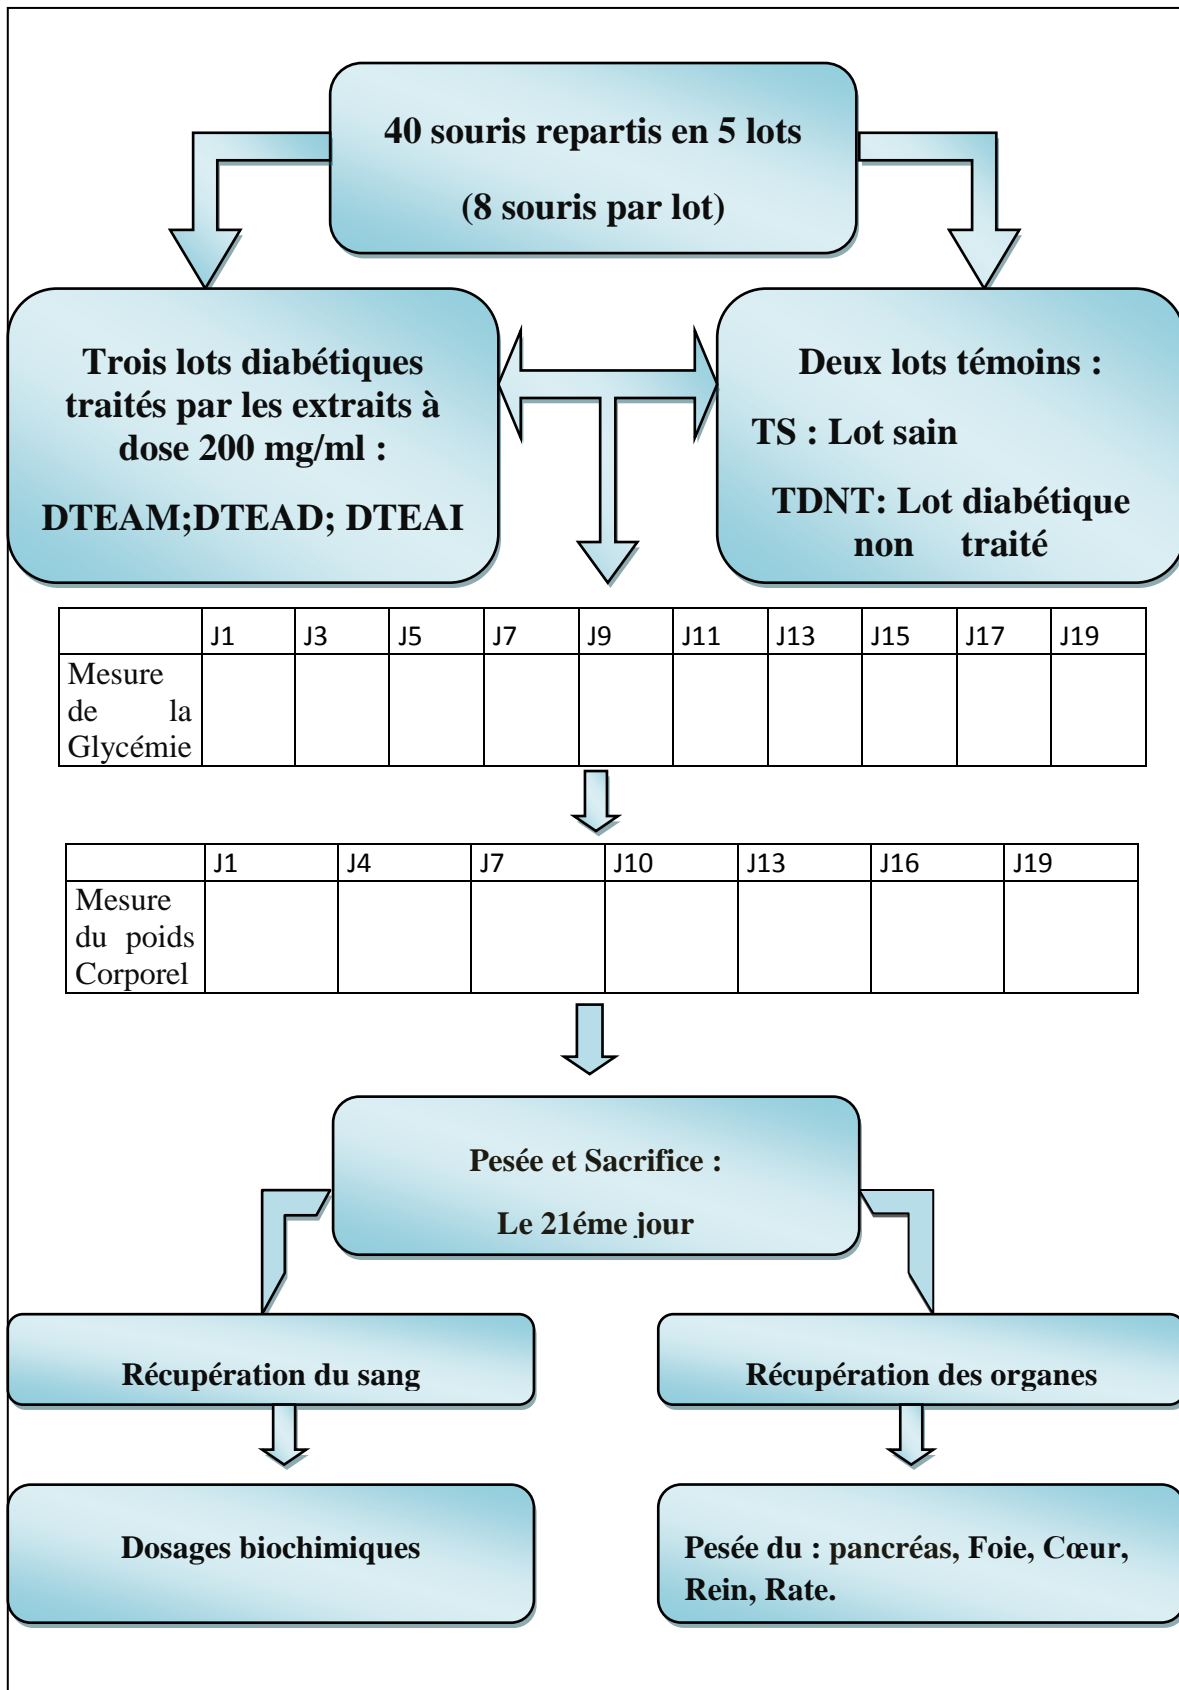 40 souris repartis en 5 lots
(8 souris par lot)
Trois lots diabétiques
traités par les extraits à
dose 200 mg/ml :
DTEAM;DTEAD; DTEAI
Deux lots témoins :
TS : Lot sain
TDNT: Lot diabétique
non traité
J1 J3 J5 J7 J9 J11 J13 J15 J17 J19
Mesure
de la
Glycémie
J1 J4 J7 J10 J13 J16 J19
Mesure
du poids
Corporel
Pesée et Sacrifice :
Le 21éme jour
Récupération du sang
Récupération des organes
Dosages biochimiques
Pesée du : pancréas, Foie, Cœur,
Rein, Rate.